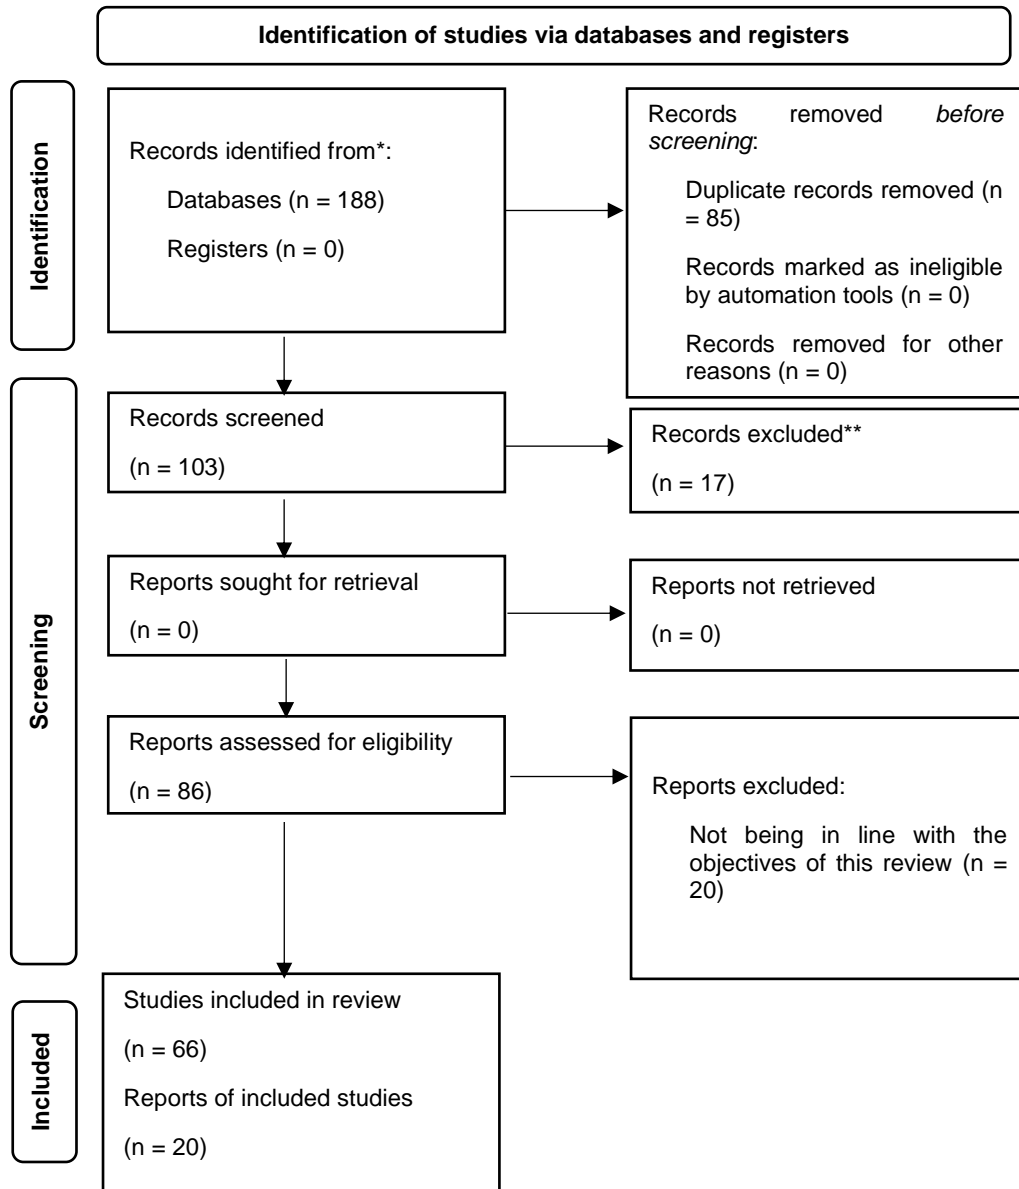 Identification of studies via databases and registers
Identification
Records identified from*:
Databases (n = 188)
Registers (n = 0)
Records removed before
screening:
Duplicate records removed (n
= 85)
Records marked as ineligible
by automation tools (n = 0)
Records removed for other
reasons (n = 0)
Screening
Records screened
(n = 103)
Records excluded**
(n = 17)
Reports sought for retrieval
(n = 0)
Reports not retrieved
(n = 0)
Reports assessed for eligibility
(n = 86)
Reports excluded:
Not being in line with the
objectives of this review (n =
20)
Included
Studies included in review
(n = 66)
Reports of included studies
(n = 20)